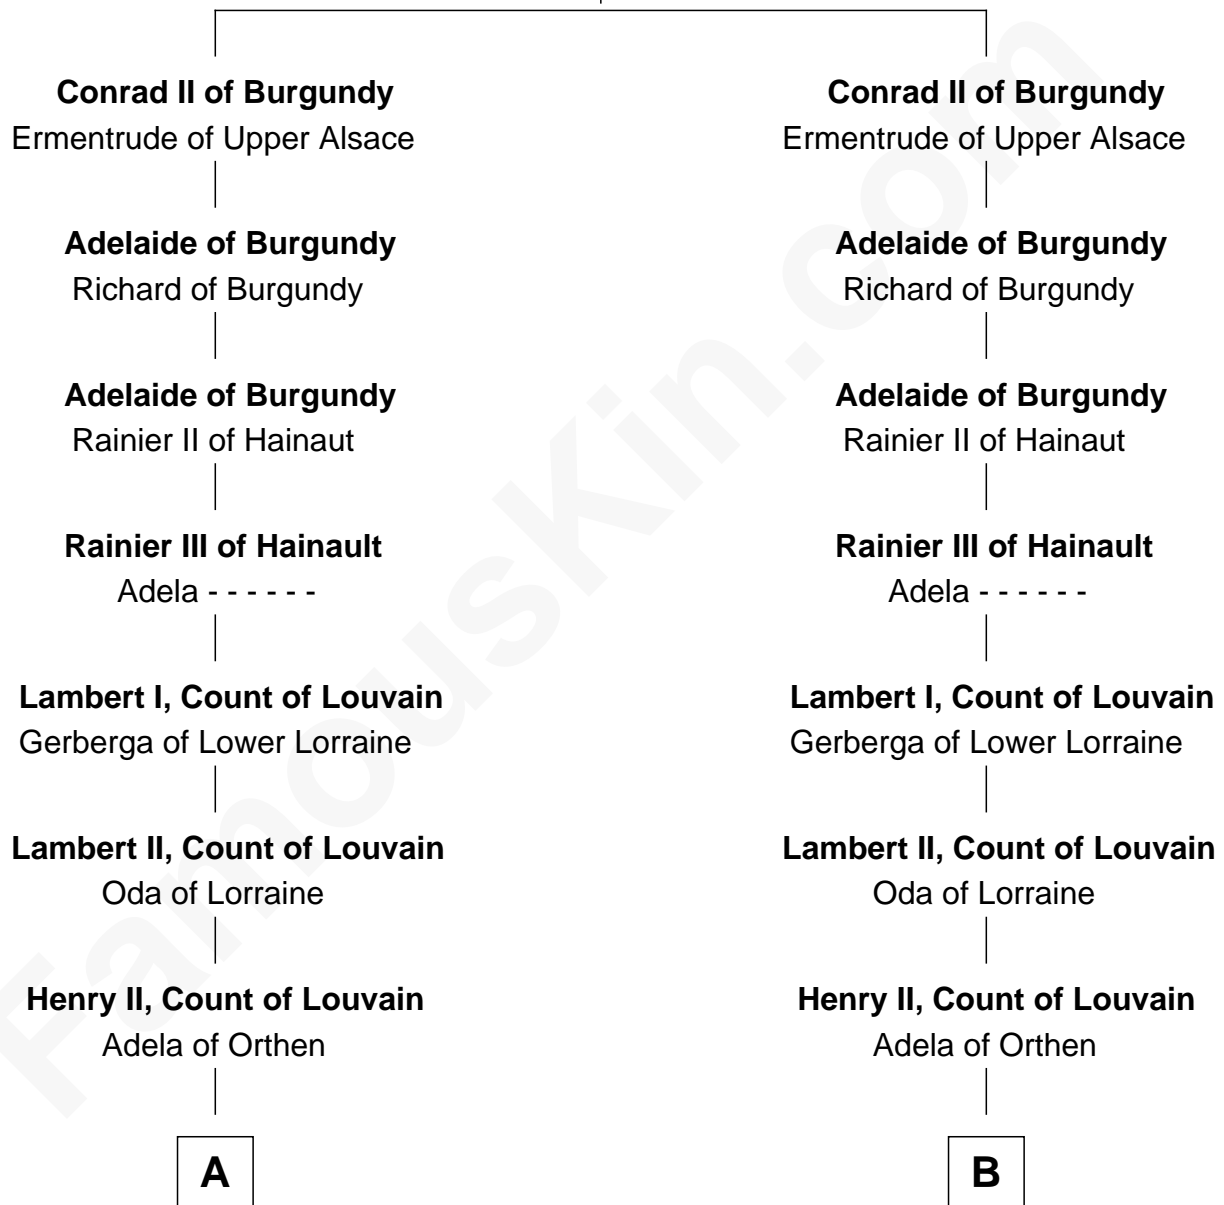 Conrad II of Burgundy
Ermentrude of Upper Alsace
Adelaide of Burgundy
Richard of Burgundy
Adelaide of Burgundy
Rainier II of Hainaut
Rainier III of Hainault
Adela - - - - - -
Lambert I, Count of Louvain
Gerberga of Lower Lorraine
Lambert II, Count of Louvain
Oda of Lorraine
Henry II, Count of Louvain
Adela of Orthen
A
Conrad II of Burgundy
Ermentrude of Upper Alsace
Adelaide of Burgundy
Richard of Burgundy
Adelaide of Burgundy
Rainier II of Hainaut
Rainier III of Hainault
Adela - - - - - -
Lambert I, Count of Louvain
Gerberga of Lower Lorraine
Lambert II, Count of Louvain
Oda of Lorraine
Henry II, Count of Louvain
Adela of Orthen
B
FamousKin.com